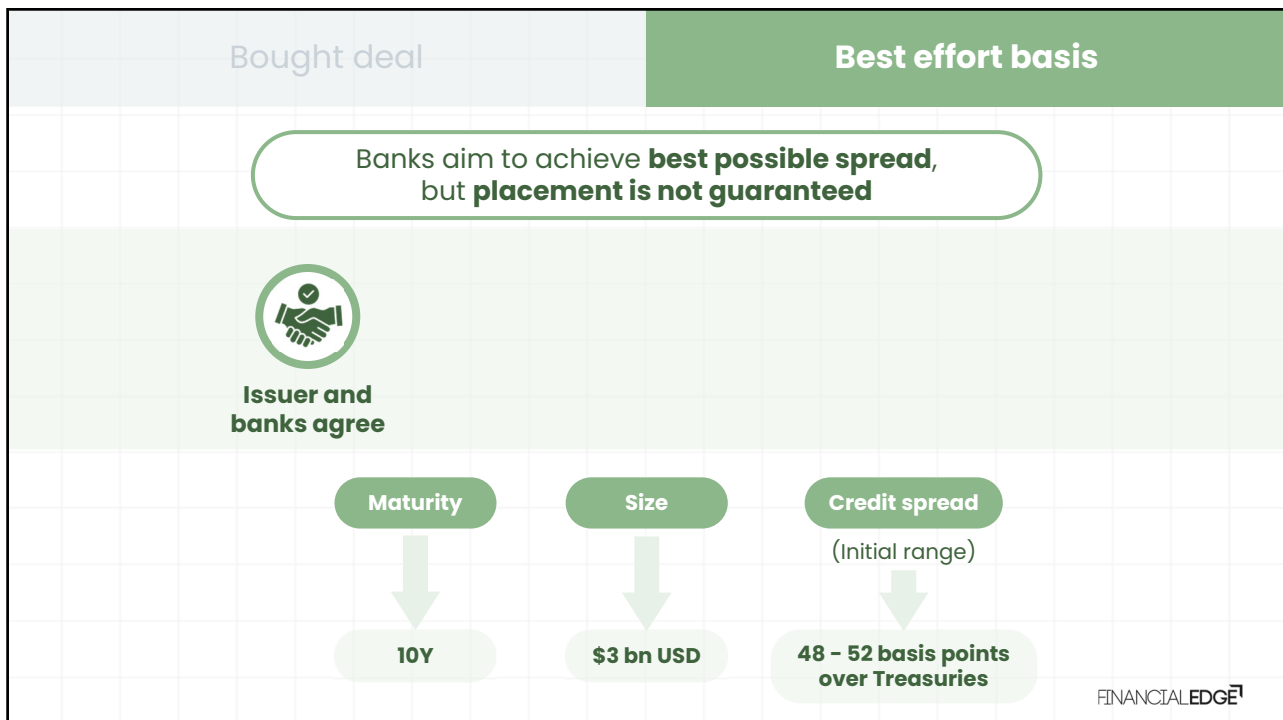 Bought deal
Best effort basis
Banks aim to achieve best possible spread,
but placement is not guaranteed
Issuer and
banks agree
Maturity
Size
Credit spread
(Initial range)
10Y
$3 bn USD
48 - 52 basis points
over Treasuries
FINANCIALEDGE